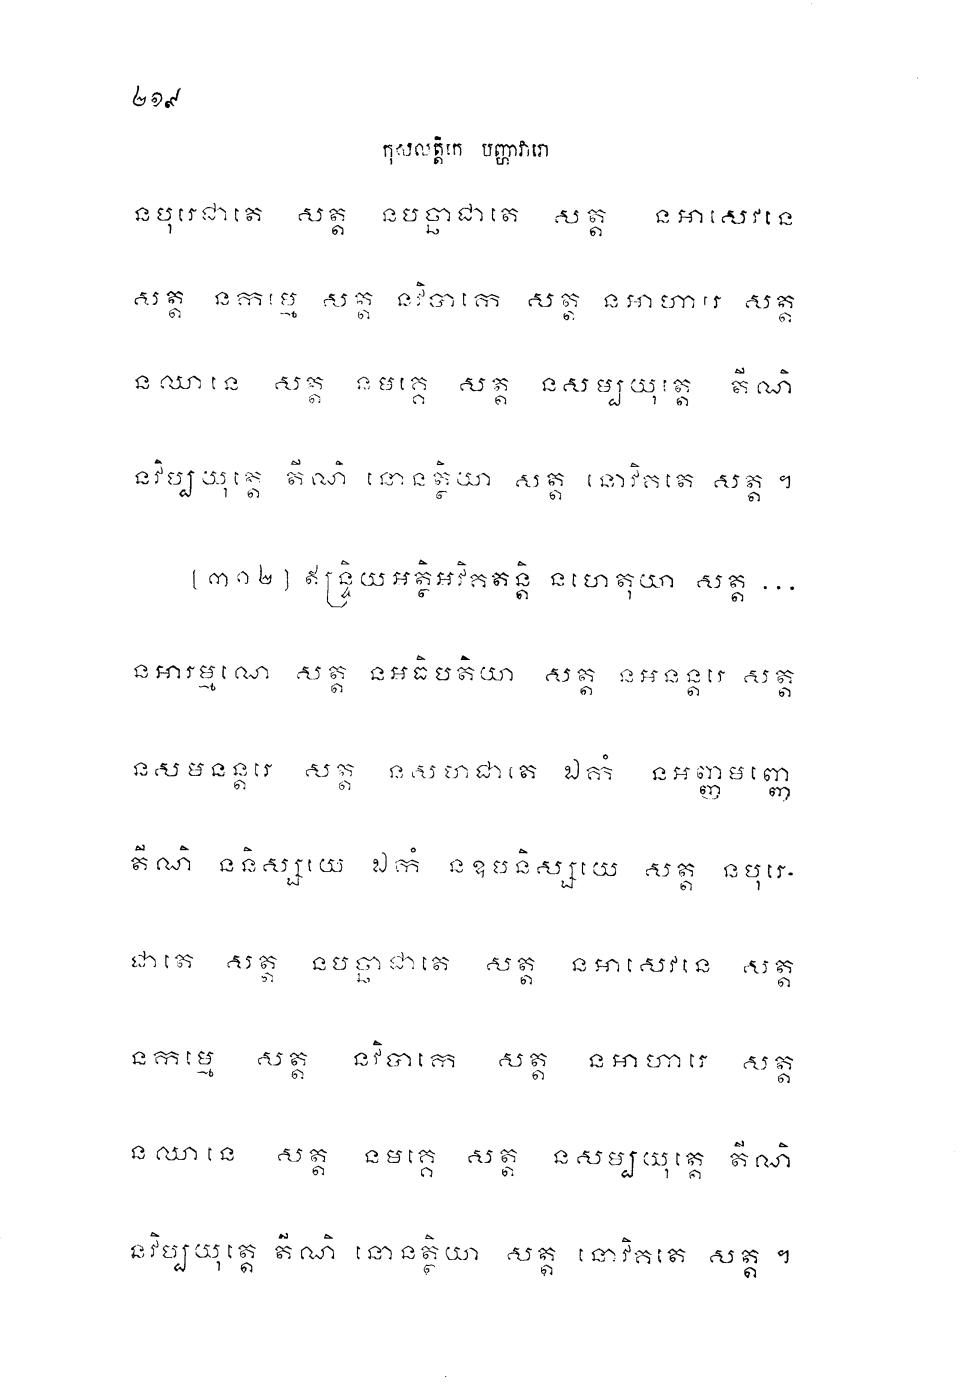 ២១៩
កុសលត្តិកេ បញ្ហាវារោ
នបុរេជាតេ សត្ត នបច្ឆាជាតេ សត្ត នអាសេវនេ
សត្ត នកម្មេ សត្ត នវិបាកេ សត្ត នអាហារេ សត្ត
នឈានេ សត្ត នមគ្គេ សត្ត នសម្បយុត្តេ តីណិ
នវិប្បយុត្តេ តីណិ នោនត្ថិយា សត្ត នោវិគតេ សត្ត ។
[៣១២] ឥន្ទ្រិយអត្ថិអវិគតន្តិ នហេតុយា សត្ត ...
នអារម្មណេ សត្ត នអធិបតិយា សត្ត នអនន្តរេ សត្ត
នសមនន្តរេ សត្ត នសហជាតេ ឯកំ នអញ្ញមញ្ញេ
តីណិ ននិស្សយេ ឯកំ នឧបនិស្សយេ សត្ត នបុរេ-
ជាតេ សត្ត នបច្ឆាជាតេ សត្ត នអាសេវនេ សត្ត
នកម្មេ សត្ត នវិបាកេ សត្ត នអាហារេ សត្ត
នឈានេ សត្ត នមគ្គេ សត្ត នសម្បយុត្តេ តីណិ
នវិប្បយុត្តេ តីណិ នោនត្ថិយា សត្ត នោវិគតេ សត្ត ។